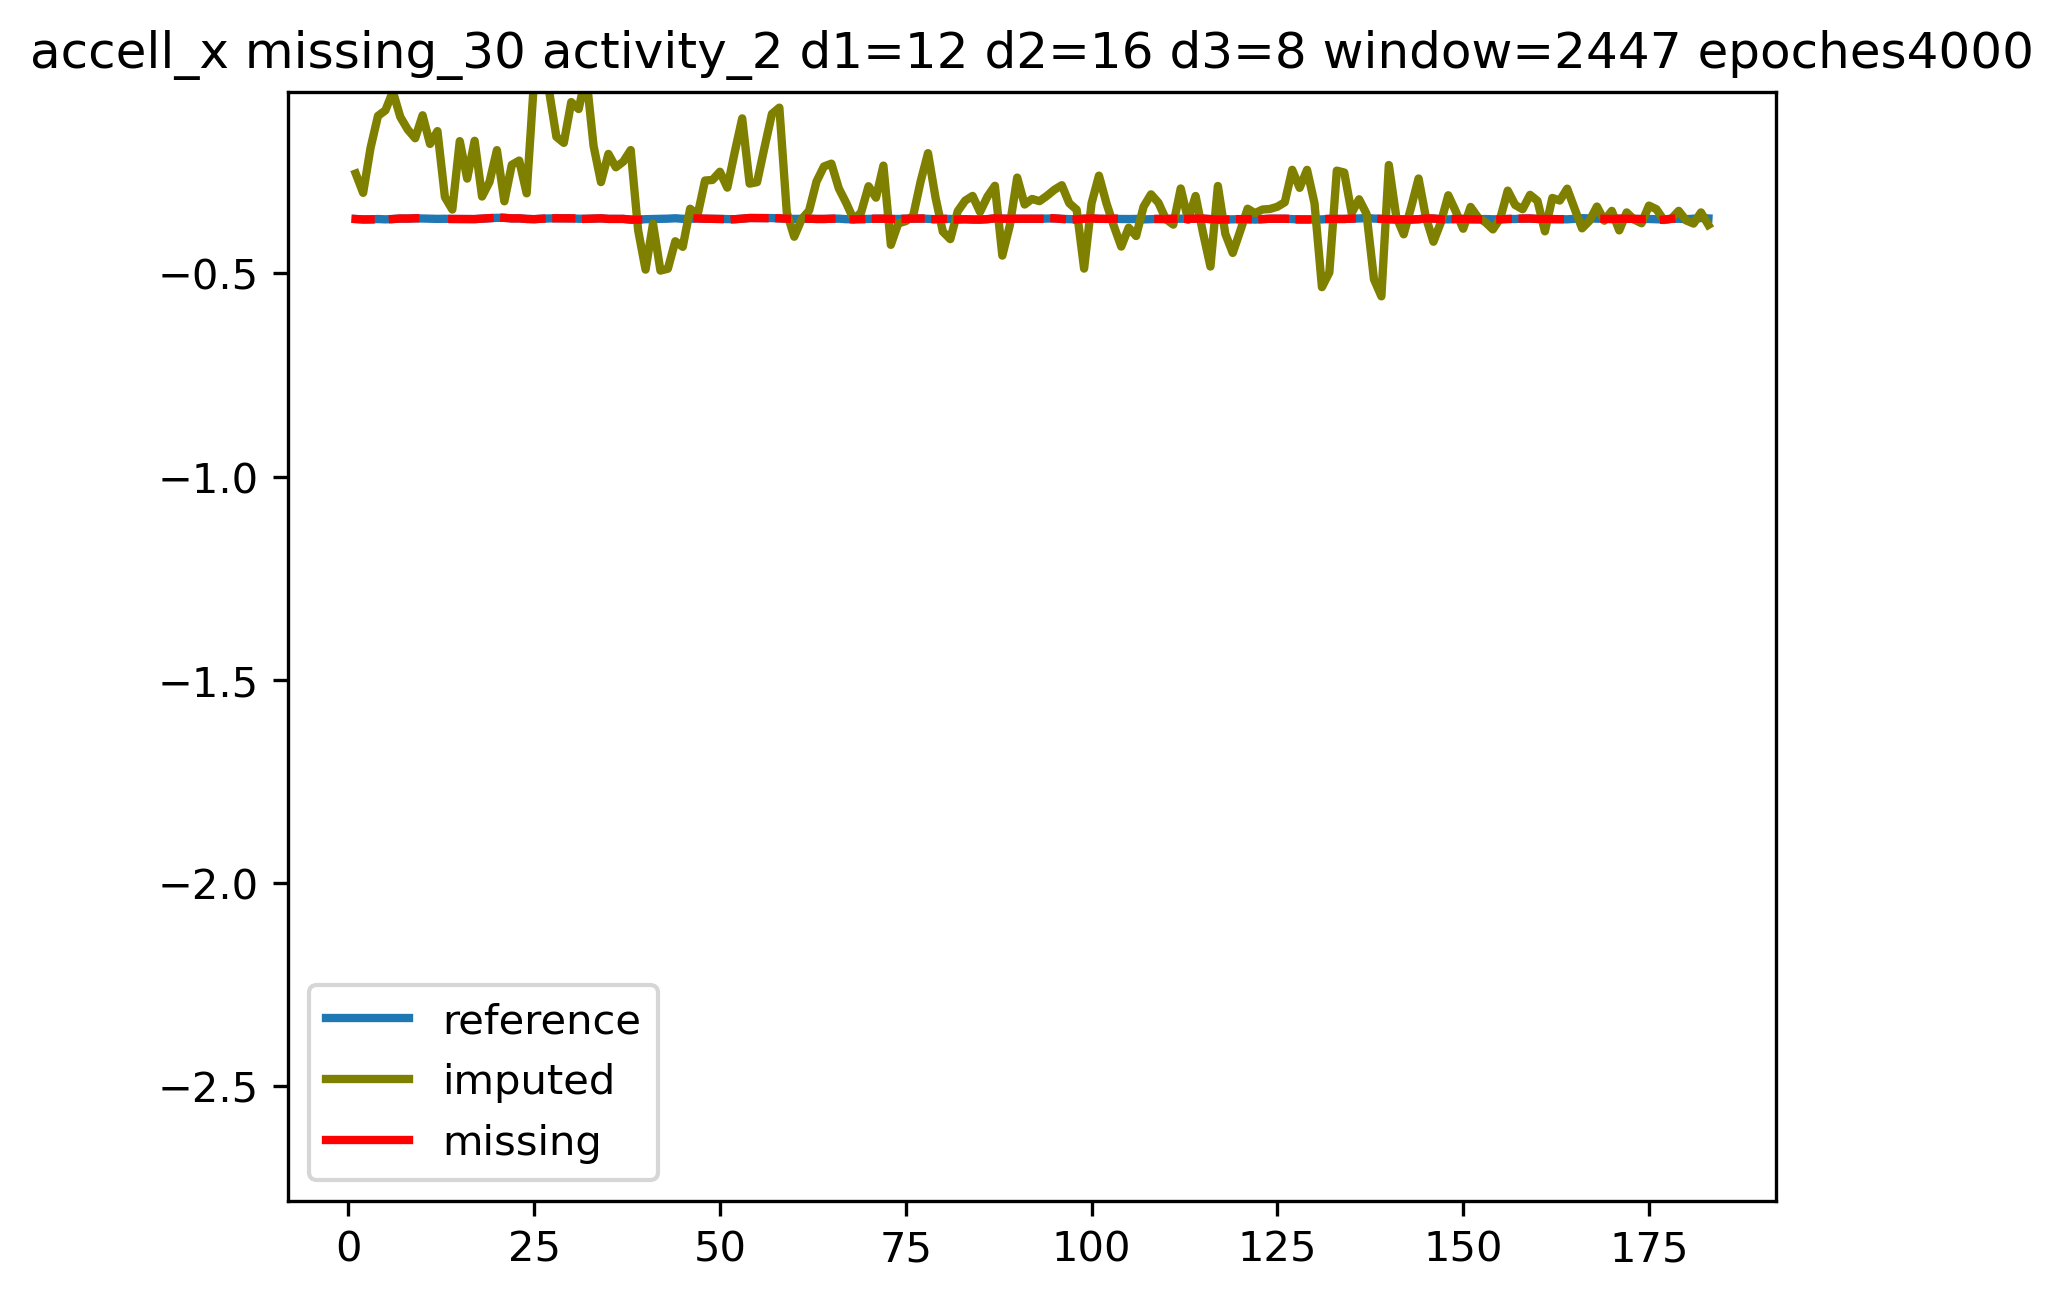 accell_x missing_30 activity_2 d1=12 d2=16 d3=8 window=2447 epoches4000
−0.5
−1.0
−1.5
−2.0
−2.5
reference
imputed
missing
0 25 50 75 100 125 150 175